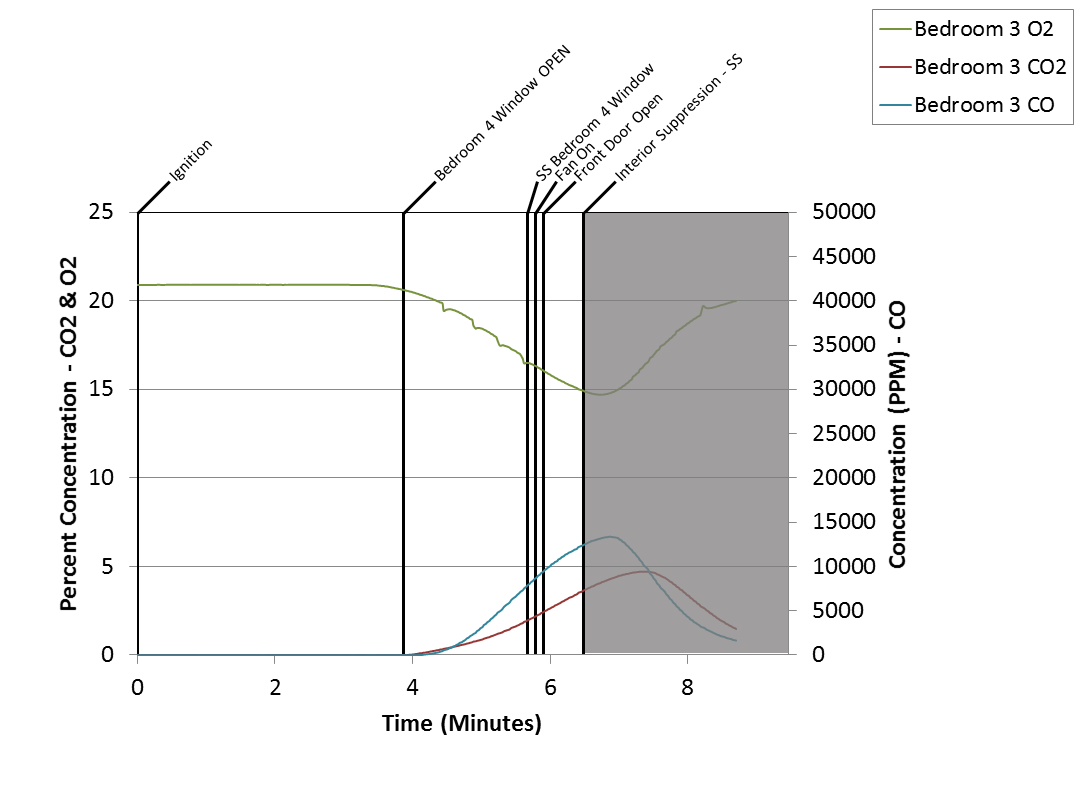 Bedroom 3 O2
Bedroom 3 CO2
Bedroom 3 CO
Ignition
Bedroom 4 Window OPEN
SS Bedroom 4 Window
Fan On
Front Door Open
Interior Suppression - SS
25
20
15
10
5
0
Percent Concentration - CO2 & O2
50000
45000
40000
35000
30000
25000
20000
15000
10000
5000
0
Concentration (PPM) - CO
0 2 4 6 8
Time (Minutes)